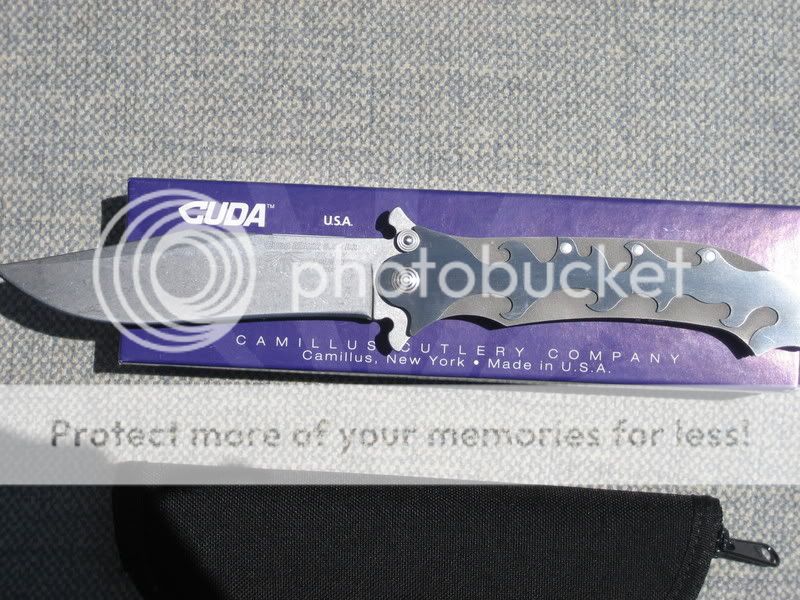 CUDA™
U.S.A.
photobucket
CAMILLUS CUTLERY COMPANY
Camillus, New York • Made in U.S.A.
Protect more of your memories for less!